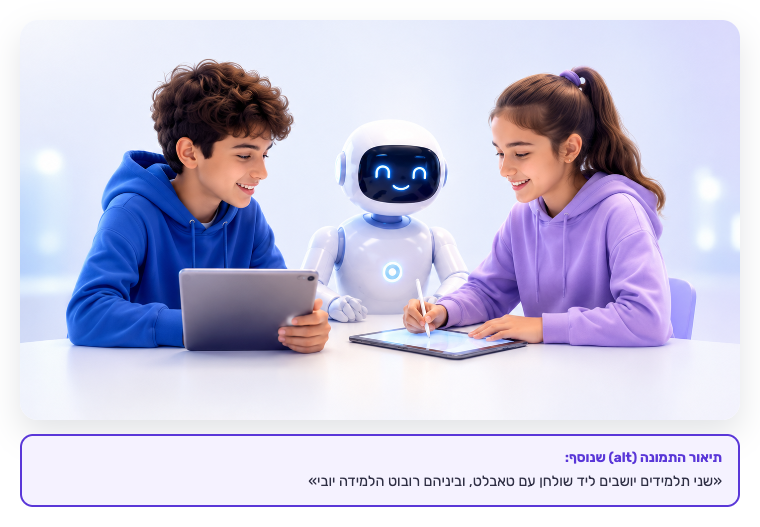 תיאור התמונה (alt) שנוסף:
«שני תלמידים יושבים ליד שולחן עם טאבלט, וביניהם רובוט הלמידה יובי»